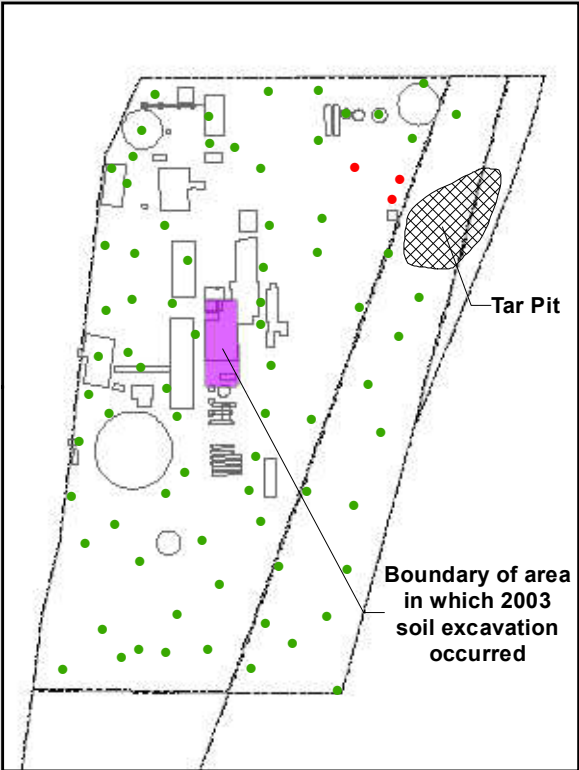 Tar Pit
Boundary of area
in which 2003
soil excavation
occurred